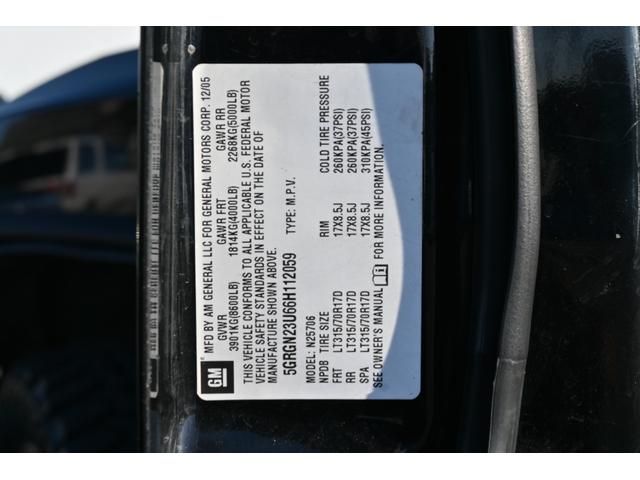 GM
MFD BY AM GENERAL LLC FOR GENERAL MOTORS CORP. 12/05
GVWR GAWR FRT GAWR RR
3901KG(8600LB) 1814KG(4000LB) 2268KG(5000LB)
THIS VEHICLE CONFORMS TO ALL APPLICABLE U.S. FEDERAL MOTOR
VEHICLE SAFETY STANDARDS IN EFFECT ON THE DATE OF
MANUFACTURE SHOWN ABOVE.
5GRGN23U66H112059 TYPE: M.P.V.
MODEL: N25706
NPDB TIRE SIZE RIM COLD TIRE PRESSURE
FRT LT315/70R17D 17X8.5J 260KPA(37PSI)
RR LT315/70R17D 17X8.5J 260KPA(37PSI)
SPA LT315/70R17D 17X8.5J 310KPA(45PSI)
SEE OWNER'S MANUAL FOR MORE INFORMATION.